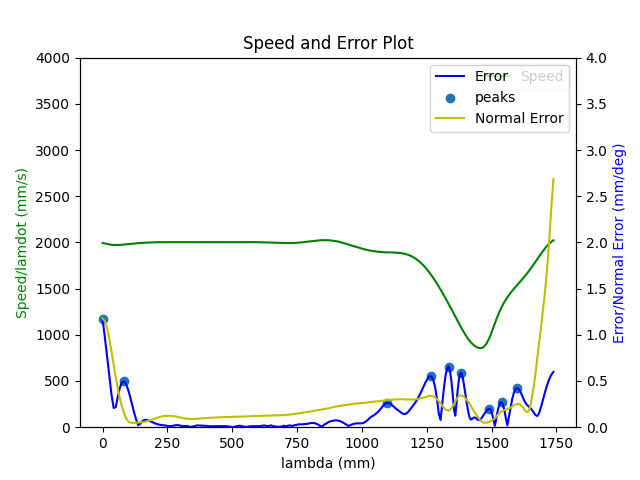 Speed and Error Plot
4000
3500
3000
2500
2000
1500
1000
500
0
Speed/lamdot (mm/s)
Error
Speed
peaks
Normal Error
4.0
3.5
3.0
2.5
2.0
1.5
1.0
0.5
0.0
Error/Normal Error (mm/deg)
0 250 500 750 1000 1250 1500 1750
lambda (mm)